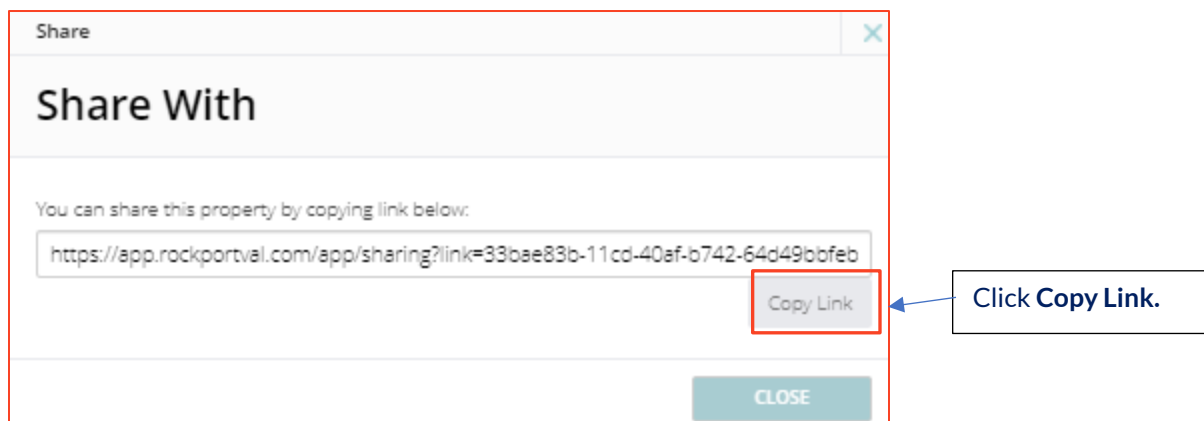 Share
Share With
You can share this property by copying link below:
https://app.rockportval.com/app/sharing?link=33bae83b-11cd-40af-b742-64d49bbfeb
Copy Link
Click Copy Link.
CLOSE